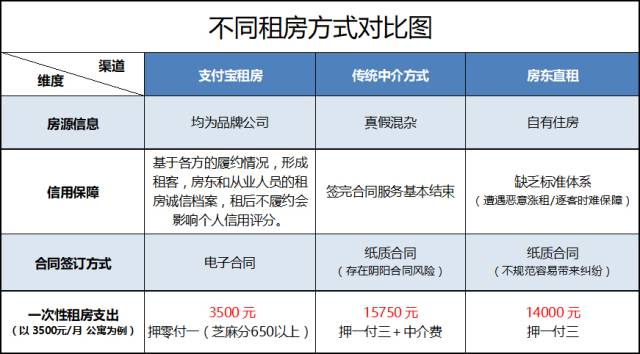 不同租房方式对比图
渠道
维度
支付宝租房
传统中介方式
房东直租
房源信息
均为品牌公司
真假混杂
自有住房
信用保障
基于各方的履约情况，形成
租客，房东和从业人员的租
房诚信档案，租后不履约会
影响个人信用评分。
签完合同服务基本结束
缺乏标准体系
（遭遇恶意涨租/逐客时难保障）
合同签订方式
电子合同
纸质合同
（存在阴阳合同风险）
纸质合同
（不规范容易带来纠纷）
一次性租房支出
（以 3500元/月 公寓为例）
3500 元
押零付一（芝麻分650以上）
15750 元
押一付三＋中介费
14000 元
押一付三